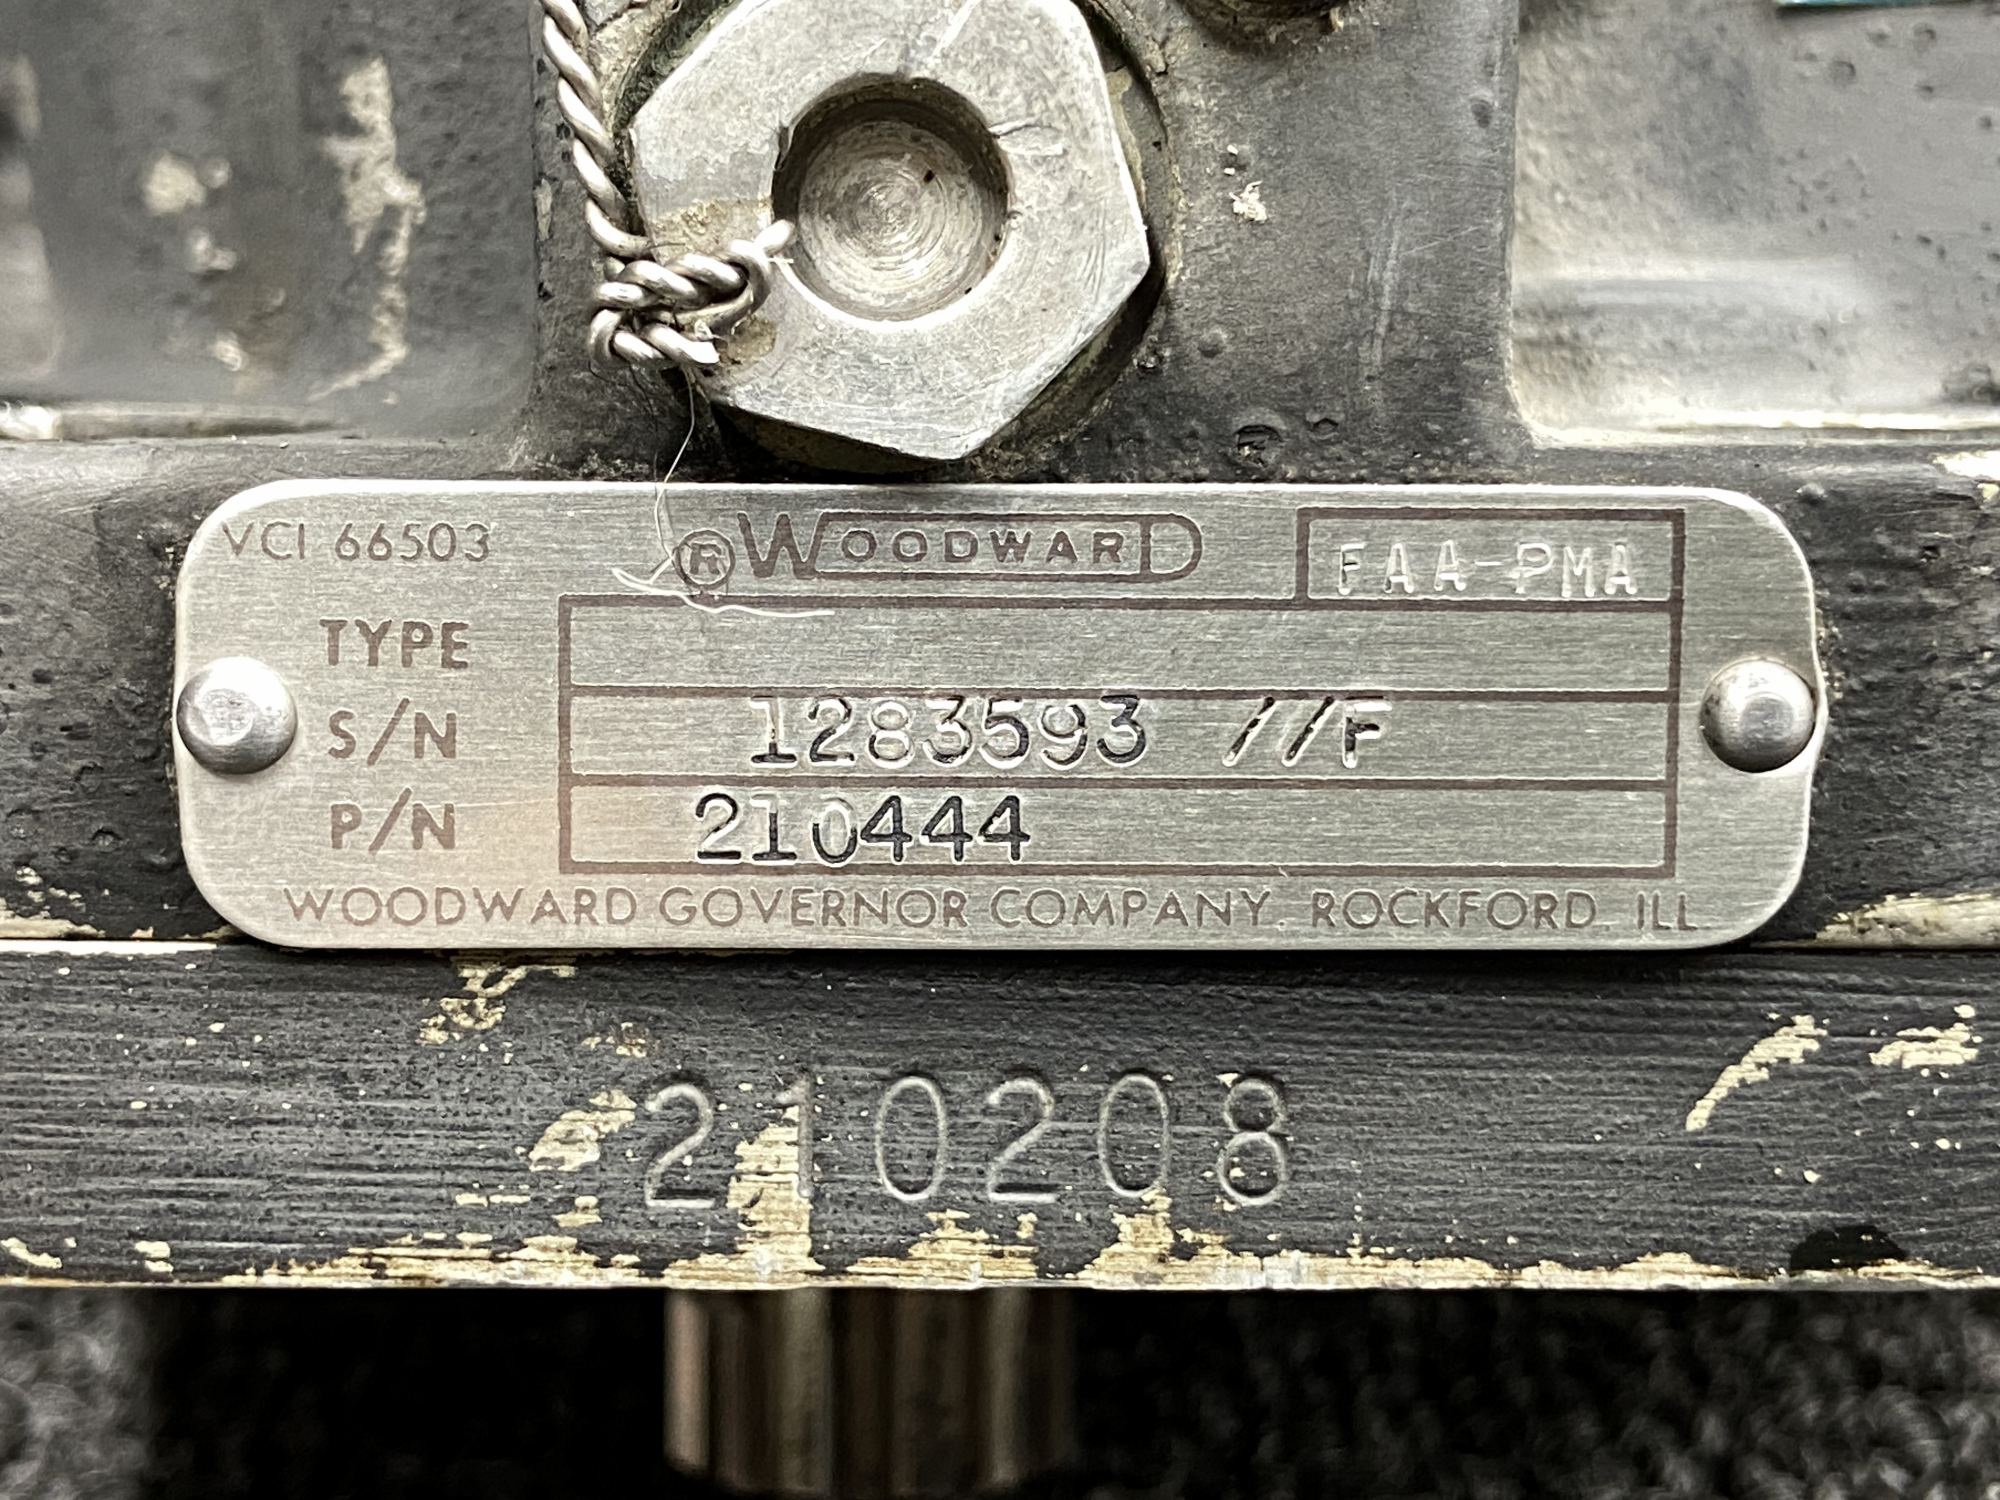 VCI 66503
® WOODWARD
FAA-PMA
TYPE
S/N 1283593 //F
P/N 210444
WOODWARD GOVERNOR COMPANY, ROCKFORD, ILL
210208